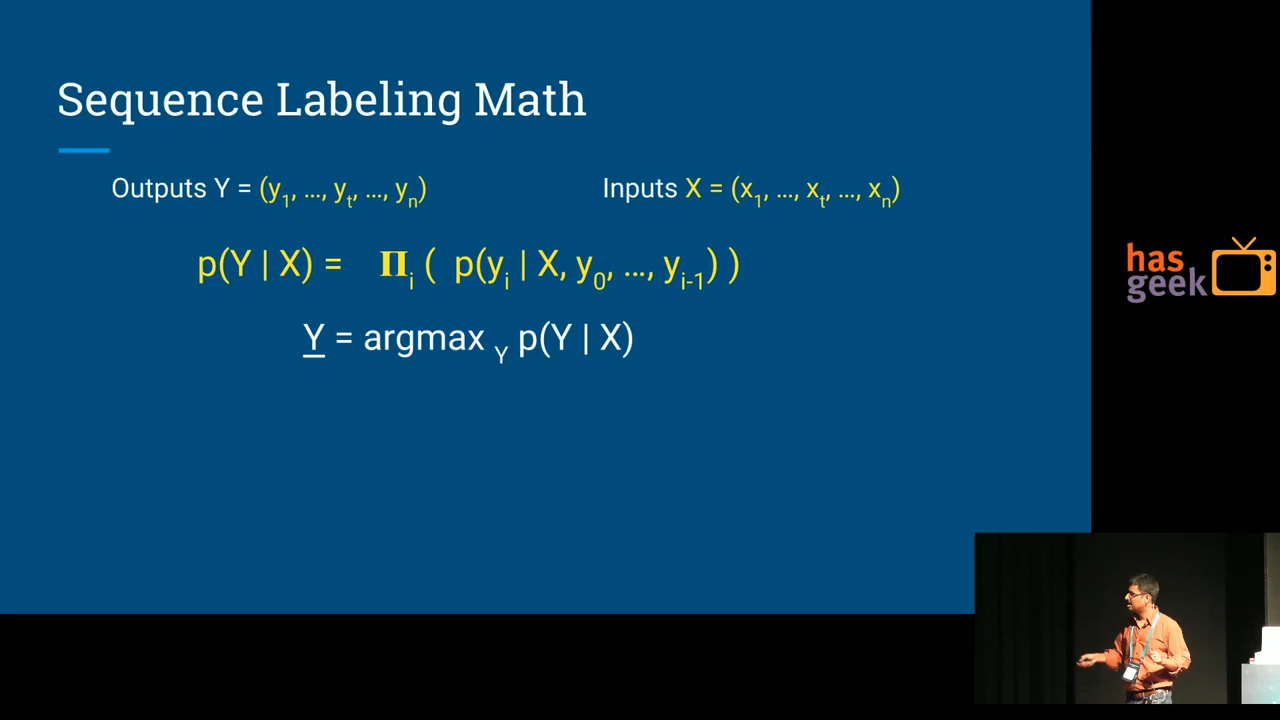 Sequence Labeling Math
Outputs Y = (y₁, ..., yₜ, ..., yₙ)
Inputs X = (x₁, ..., xₜ, ..., xₙ)
p(Y | X) = Πᵢ ( p(yᵢ | X, y₀, ..., yᵢ₋₁) )
Y = argmax Y p(Y | X)
has
geek